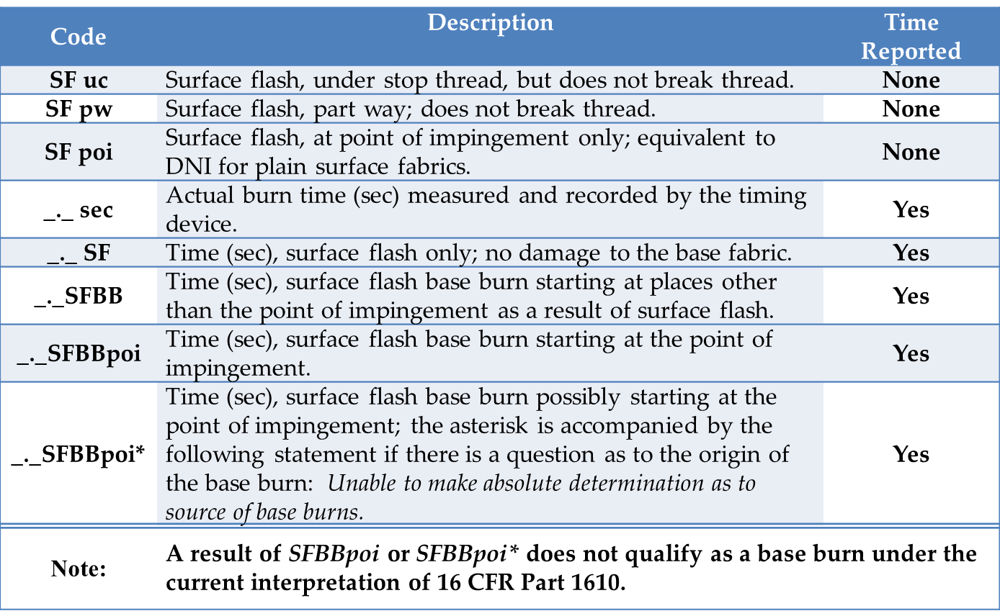 Code
Description
Time
Reported
SF uc
Surface flash, under stop thread, but does not break thread.
None
SF pw
Surface flash, part way; does not break thread.
None
SF poi
Surface flash, at point of impingement only; equivalent to
DNI for plain surface fabrics.
None
_._ sec
Actual burn time (sec) measured and recorded by the timing
device.
Yes
_._ SF
Time (sec), surface flash only; no damage to the base fabric.
Yes
_._SFBB
Time (sec), surface flash base burn starting at places other
than the point of impingement as a result of surface flash.
Yes
_._SFBBpoi
Time (sec), surface flash base burn starting at the point of
impingement.
Yes
_._SFBBpoi*
Time (sec), surface flash base burn possibly starting at the
point of impingement; the asterisk is accompanied by the
following statement if there is a question as to the origin of
the base burn: Unable to make absolute determination as to
source of base burns.
Yes
Note:
A result of SFBBpoi or SFBBpoi* does not qualify as a base burn under the
current interpretation of 16 CFR Part 1610.